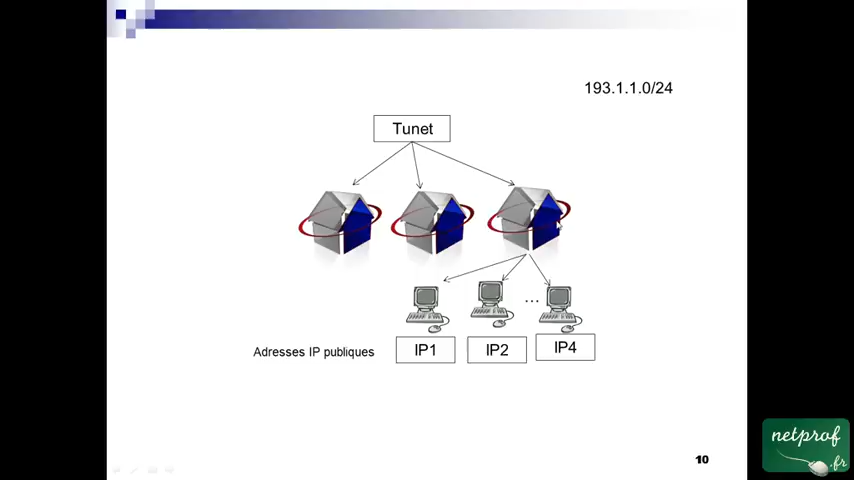 193.1.1.0/24
Tunet
...
Adresses IP publiques
IP1
IP2
IP4
10
netprof
.fr